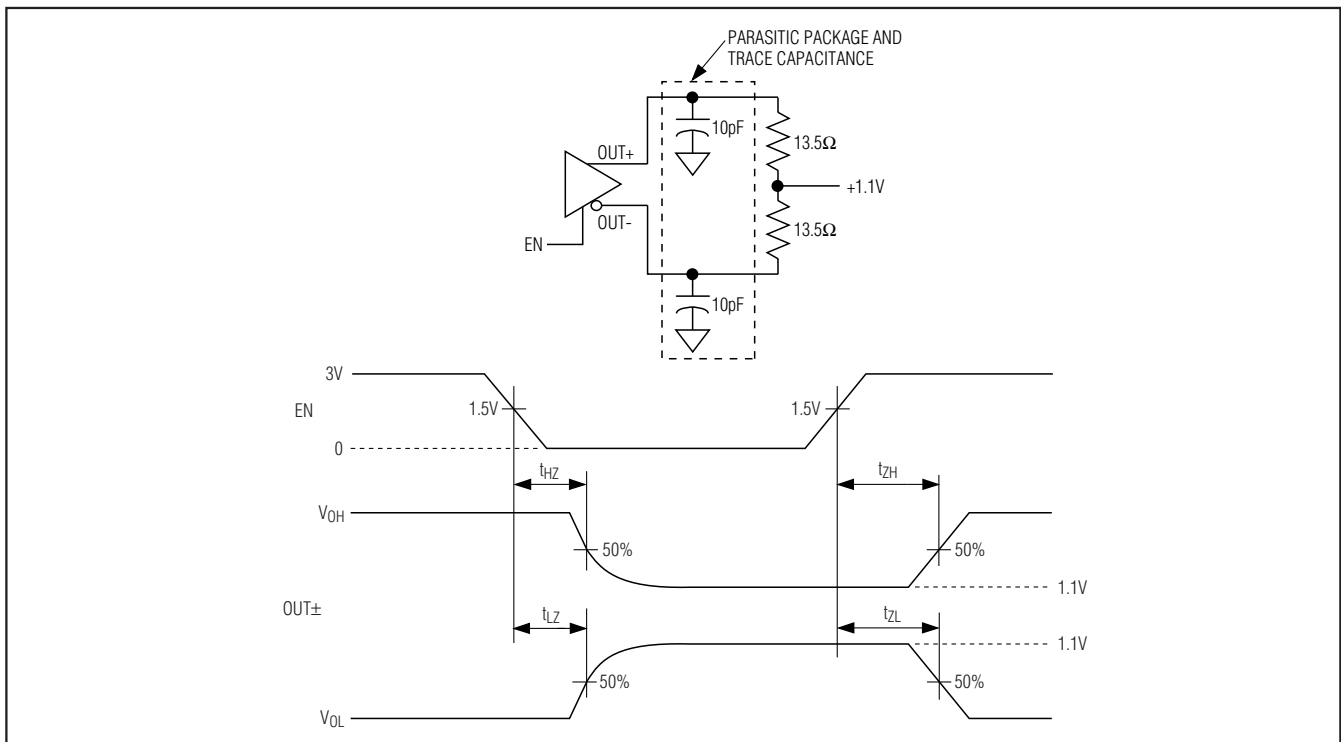 PARASITIC PACKAGE AND
TRACE CAPACITANCE
10pF
13.5Ω
OUT+
+1.1V
OUT-
13.5Ω
EN
10pF
3V
EN
1.5V
1.5V
0
tHZ
tZH
VOH
50%
50%
1.1V
OUT±
tLZ
tZL
1.1V
50%
50%
VOL